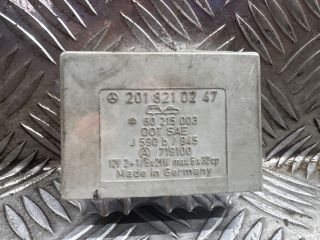 201 821 02 47
60 215 003
DOT SAE
J 590 b / 945
A 719100
12V 2+1/6x21W max.6x32cp
Made in Germany